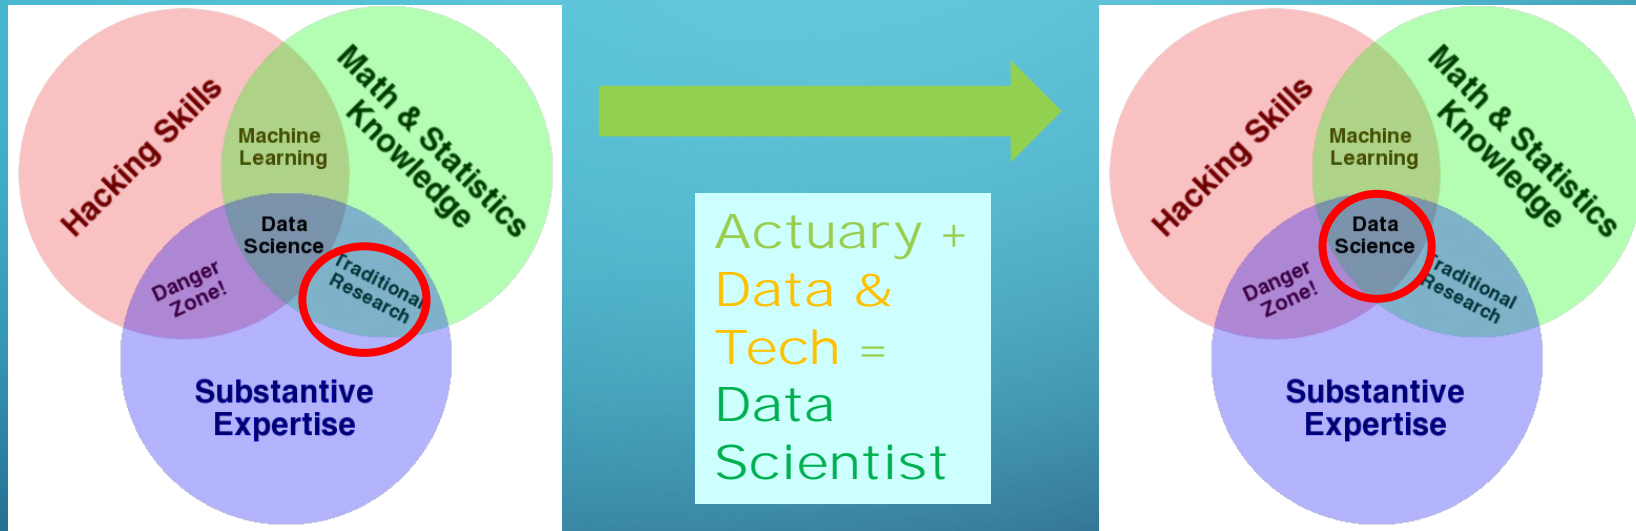 Hacking Skills
Math & Statistics
Knowledge
Machine
Learning
Data
Science
Danger
Zone!
Traditional
Research
Substantive
Expertise
Actuary +
Data &
Tech =
Data
Scientist
Hacking Skills
Math & Statistics
Knowledge
Machine
Learning
Data
Science
Danger
Zone!
Traditional
Research
Substantive
Expertise